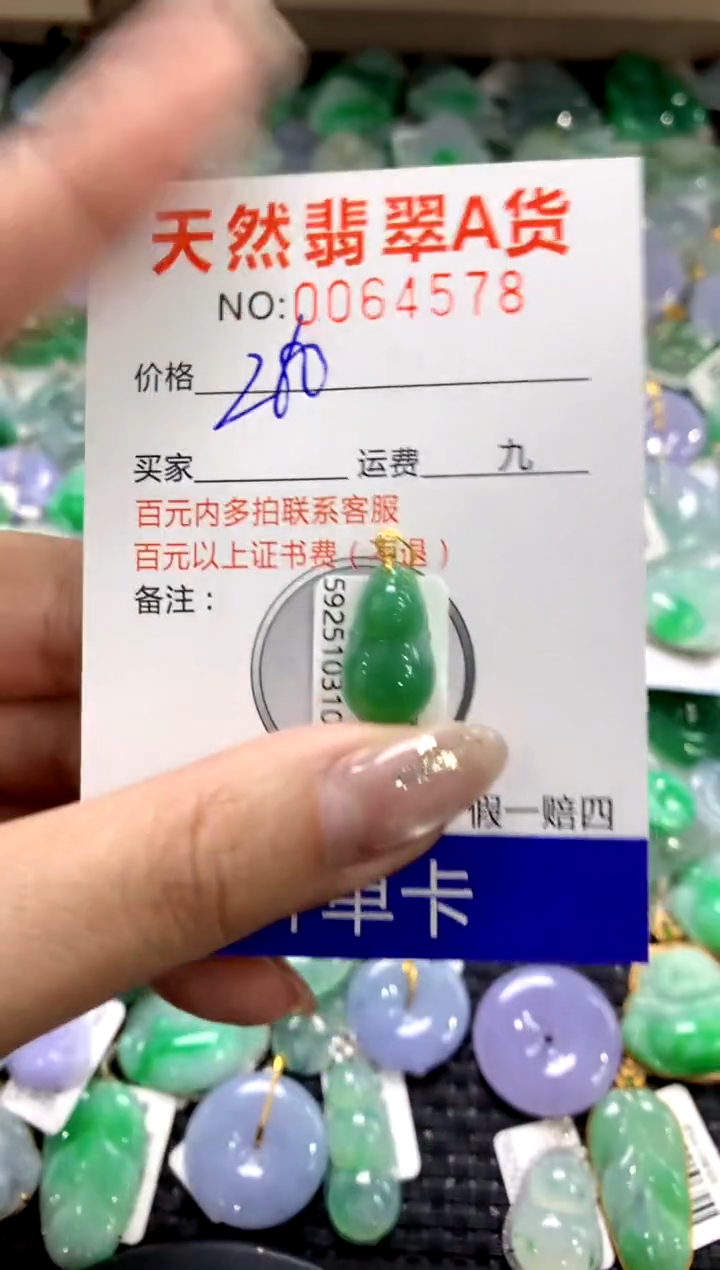 天然翡翠A货
NO:0064578
价格
买家 运费 九
百元内多拍联系客服
百元以上证书费（ 退）
备注：
592510310
假一赔四
单卡